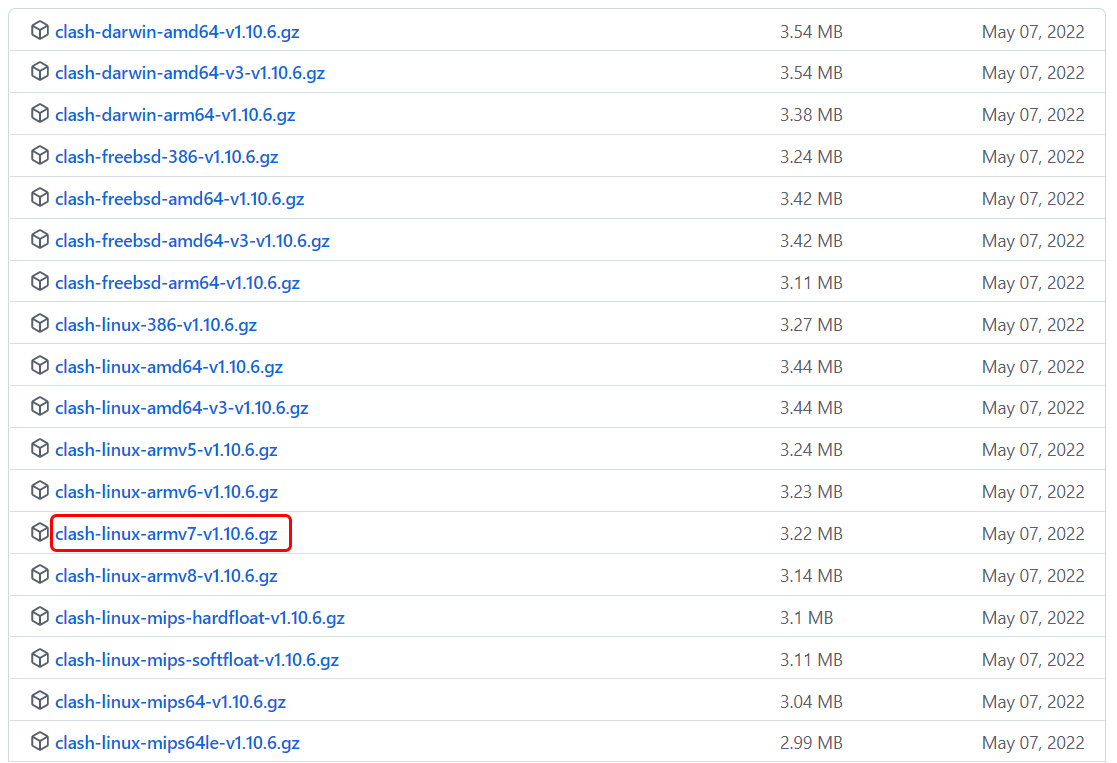 clash-darwin-amd64-v1.10.6.gz 3.54 MB May 07, 2022
clash-darwin-amd64-v3-v1.10.6.gz 3.54 MB May 07, 2022
clash-darwin-arm64-v1.10.6.gz 3.38 MB May 07, 2022
clash-freebsd-386-v1.10.6.gz 3.24 MB May 07, 2022
clash-freebsd-amd64-v1.10.6.gz 3.42 MB May 07, 2022
clash-freebsd-amd64-v3-v1.10.6.gz 3.42 MB May 07, 2022
clash-freebsd-arm64-v1.10.6.gz 3.11 MB May 07, 2022
clash-linux-386-v1.10.6.gz 3.27 MB May 07, 2022
clash-linux-amd64-v1.10.6.gz 3.44 MB May 07, 2022
clash-linux-amd64-v3-v1.10.6.gz 3.44 MB May 07, 2022
clash-linux-armv5-v1.10.6.gz 3.24 MB May 07, 2022
clash-linux-armv6-v1.10.6.gz 3.23 MB May 07, 2022
clash-linux-armv7-v1.10.6.gz 3.22 MB May 07, 2022
clash-linux-armv8-v1.10.6.gz 3.14 MB May 07, 2022
clash-linux-mips-hardfloat-v1.10.6.gz 3.1 MB May 07, 2022
clash-linux-mips-softfloat-v1.10.6.gz 3.11 MB May 07, 2022
clash-linux-mips64-v1.10.6.gz 3.04 MB May 07, 2022
clash-linux-mips64le-v1.10.6.gz 2.99 MB May 07, 2022